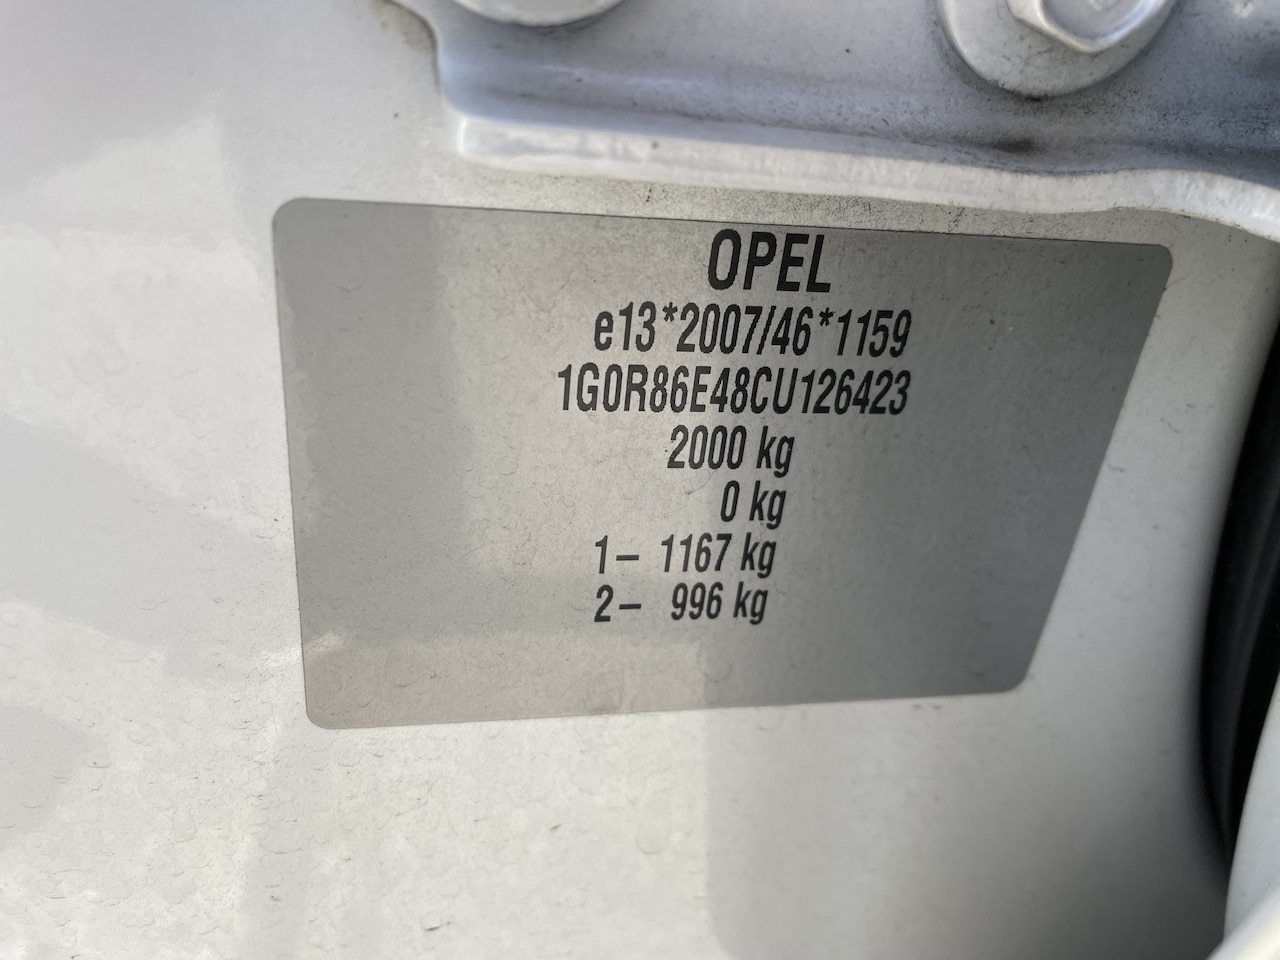 OPEL
e13*2007/46*1159
1G0R86E48CU126423
2000 kg
0 kg
1– 1167 kg
2– 996 kg